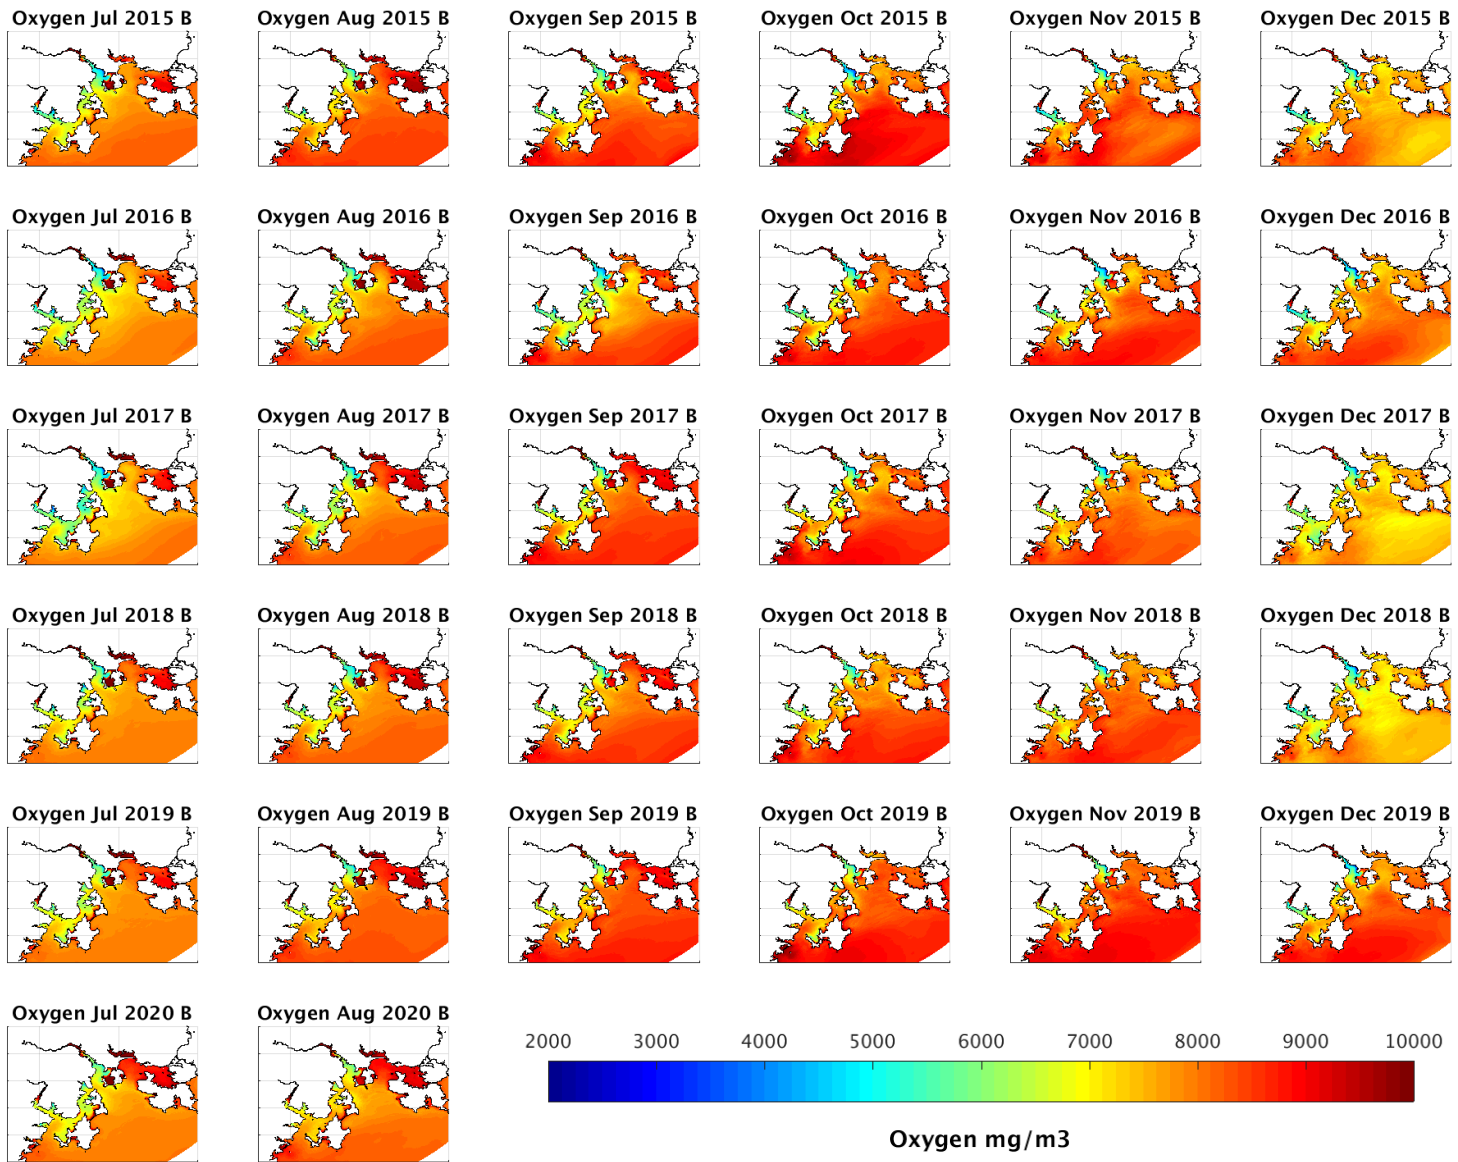 Oxygen Jul 2015 B Oxygen Aug 2015 B Oxygen Sep 2015 B Oxygen Oct 2015 B Oxygen Nov 2015 B Oxygen Dec 2015 B
Oxygen Jul 2016 B Oxygen Aug 2016 B Oxygen Sep 2016 B Oxygen Oct 2016 B Oxygen Nov 2016 B Oxygen Dec 2016 B
Oxygen Jul 2017 B Oxygen Aug 2017 B Oxygen Sep 2017 B Oxygen Oct 2017 B Oxygen Nov 2017 B Oxygen Dec 2017 B
Oxygen Jul 2018 B Oxygen Aug 2018 B Oxygen Sep 2018 B Oxygen Oct 2018 B Oxygen Nov 2018 B Oxygen Dec 2018 B
Oxygen Jul 2019 B Oxygen Aug 2019 B Oxygen Sep 2019 B Oxygen Oct 2019 B Oxygen Nov 2019 B Oxygen Dec 2019 B
Oxygen Jul 2020 B Oxygen Aug 2020 B
2000 3000 4000 5000 6000 7000 8000 9000 10000
Oxygen mg/m3